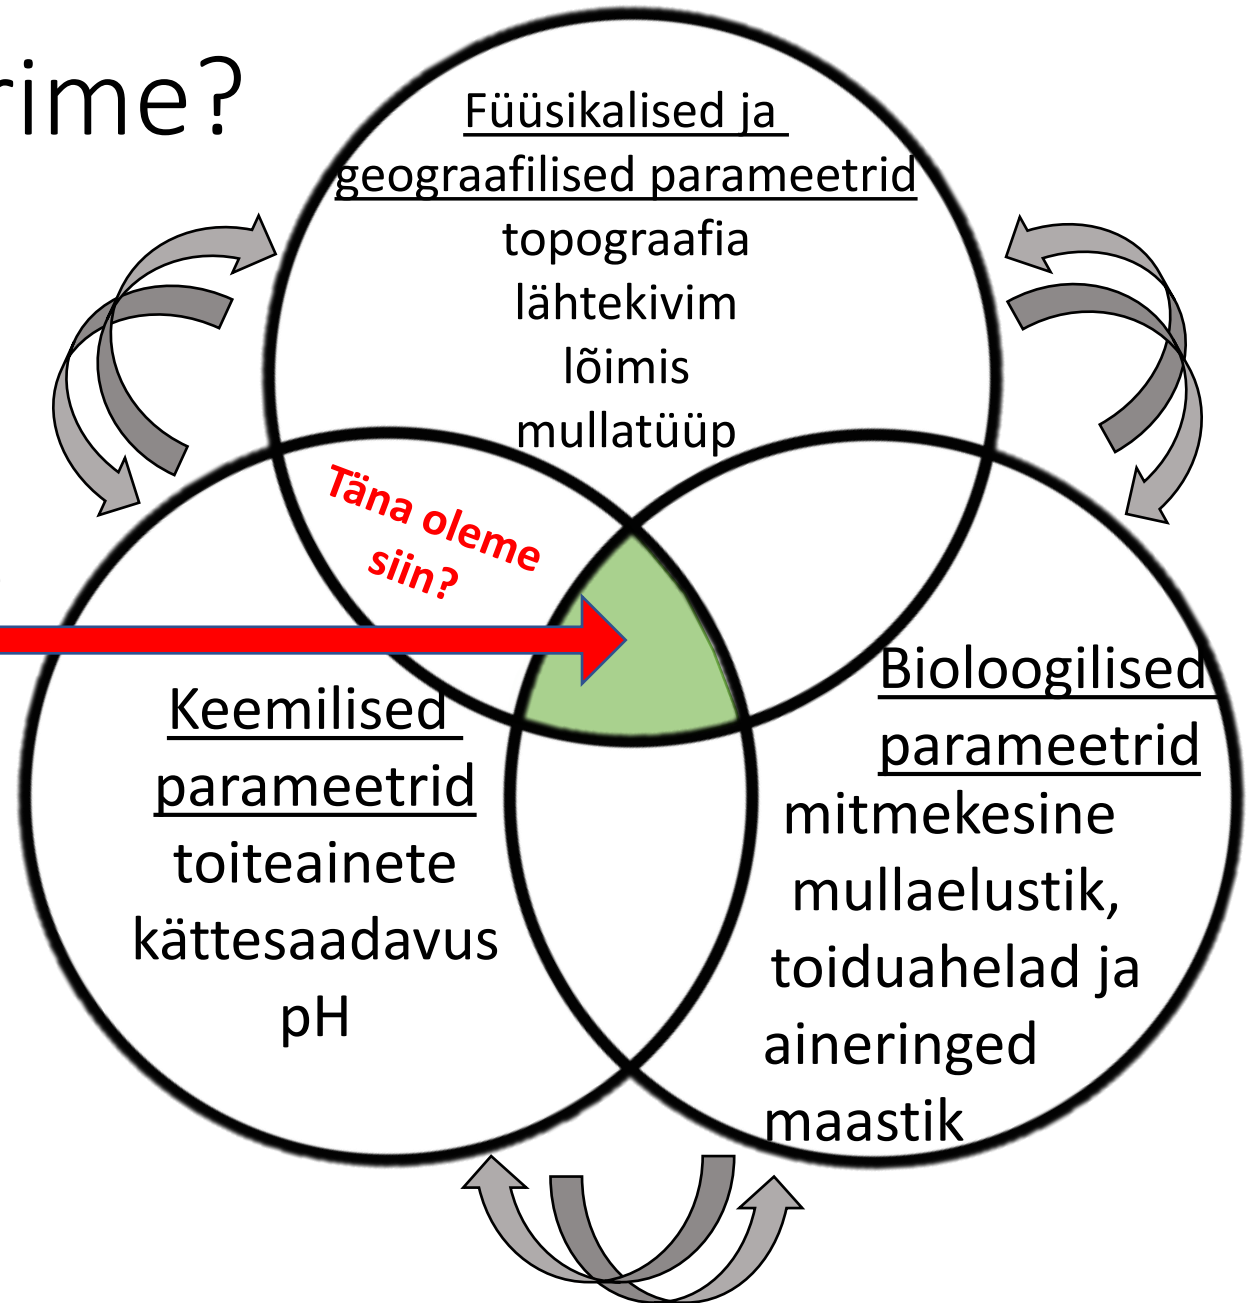 rime?
Füüsikalised ja
geograafilised parameetrid
topograafia
lähtekivim
lõimis
mullatüüp
Täna oleme
siin?
Keemilised
parameetrid
toiteainete
kättesaadavus
pH
Bioloogilised
parameetrid
mitmekesine
mullaelustik,
toiduahelad ja
aineringed
maastik